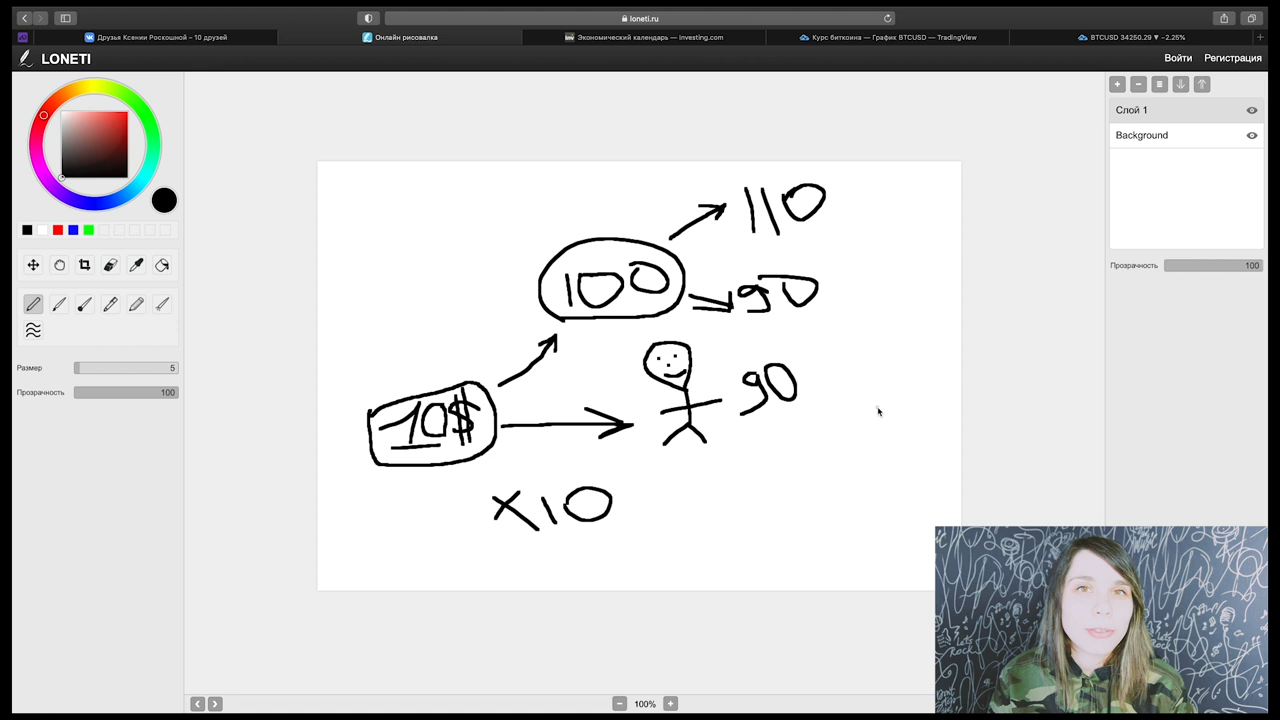 loneti.ru
Друзья Ксении Роскошной – 10 друзей
Онлайн рисовалка
Экономический календарь — Investing.com
Курс биткоина — График BTCUSD — TradingView
BTCUSD 34250.29 ▼ −2.25%
LONETI
Войти
Регистрация
Слой 1
Background
Прозрачность
100
Размер
5
Прозрачность
100
110
100
90
10$
90
x10
Let's
Rock
100%